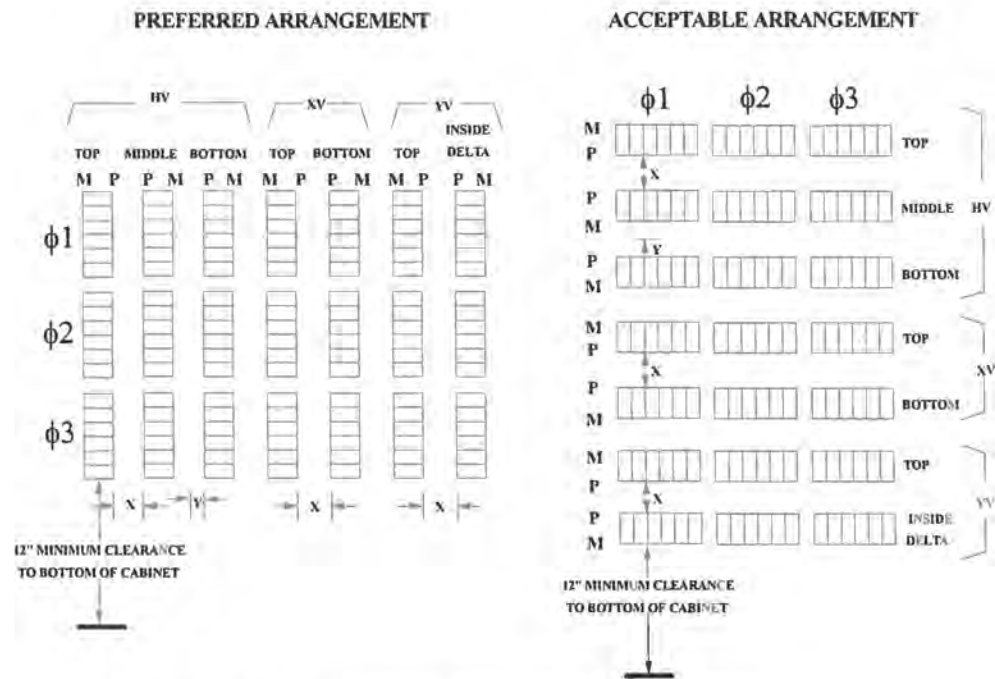 PREFERRED ARRANGEMENT
HV
XV
YV
INSIDE
TOP MIDDLE BOTTOM TOP BOTTOM TOP DELTA
M P P M P M M P P M M P P M
ϕ1
ϕ2
ϕ3
X Y X X
12" MINIMUM CLEARANCE
TO BOTTOM OF CABINET
ACCEPTABLE ARRANGEMENT
ϕ1 ϕ2 ϕ3
M
P
TOP
X
P
M
MIDDLE
HV
Y
P
M
BOTTOM
M
P
TOP
X
XV
P
M
BOTTOM
M
P
TOP
X
YV
P
M
INSIDE
DELTA
12" MINIMUM CLEARANCE
TO BOTTOM OF CABINET